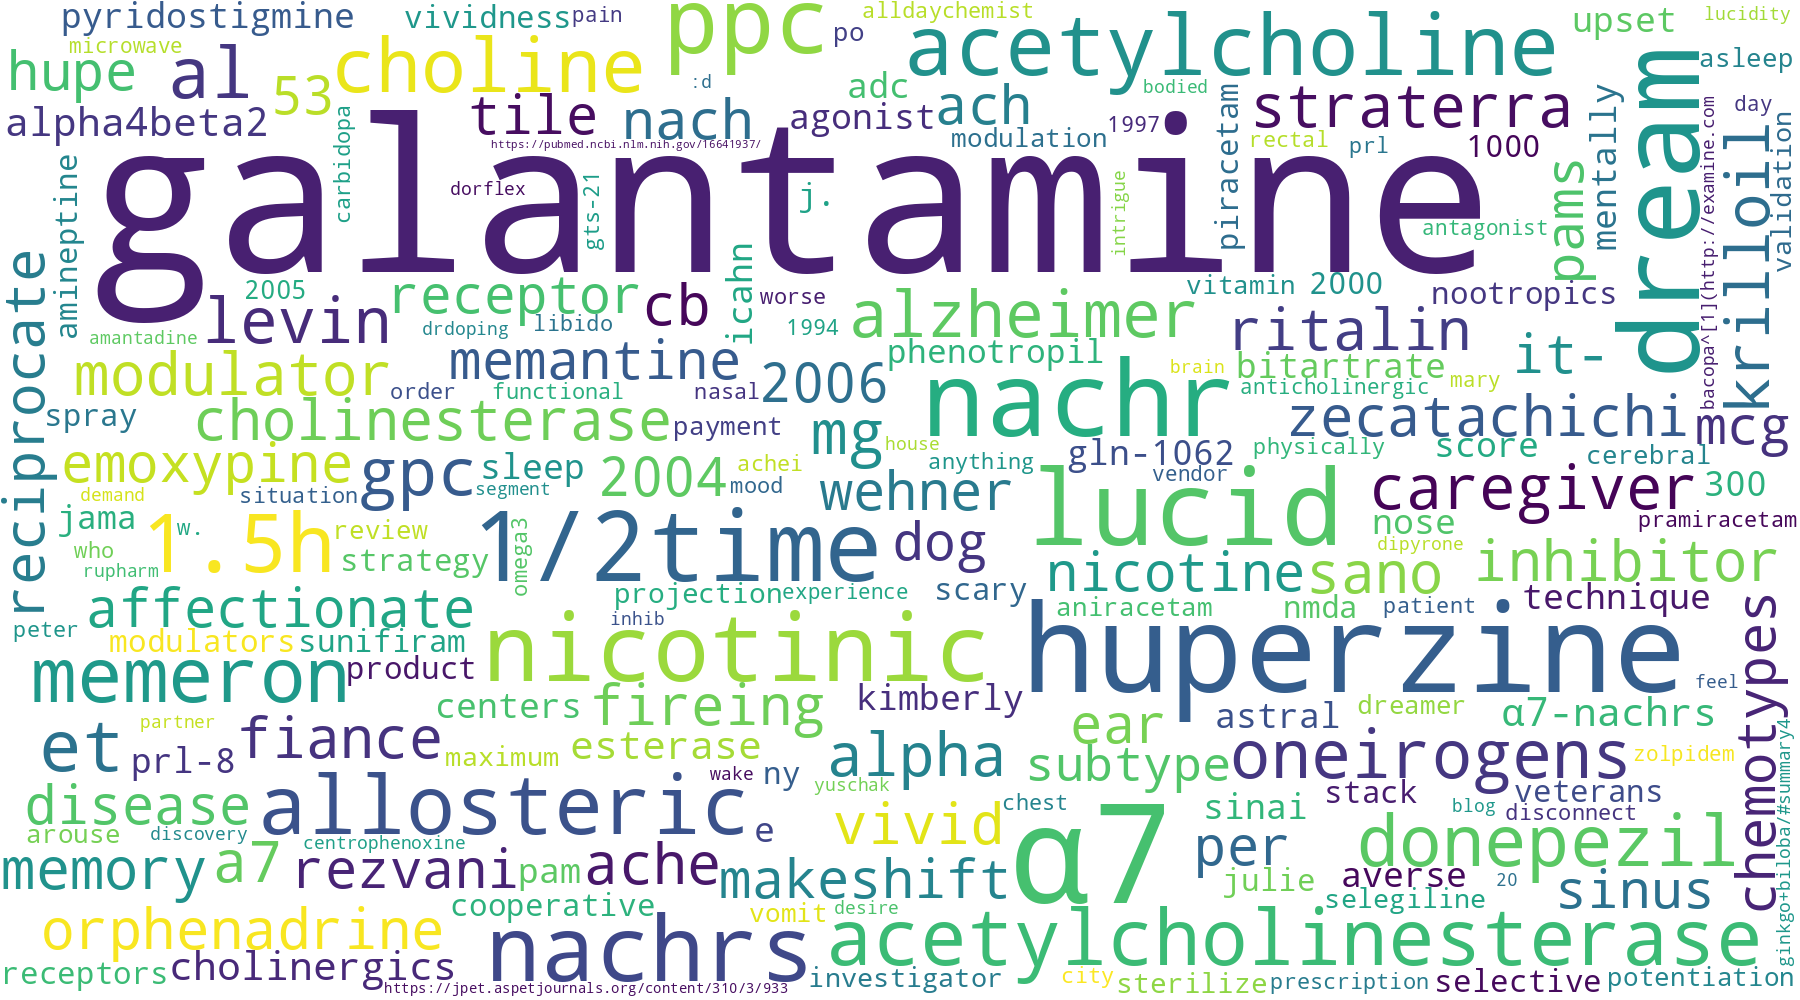 pyridostigmine
vividness
pain
ppc
po
alldaychemist
acetylcholine
upset
lucidity
microwave
hupe
al
53
choline
:d
adc
bodied
dream
asleep
alpha4beta2
carbidopa
tile
nach
agonist
ach
modulation
1997
piracetam
straterra
rectal
prl
1000
mentally
day
krilloil
validation
https://pubmed.ncbi.nlm.nih.gov/16641937/
galantamine
dorflex
gts-21
j.
intrigue
pams
antagonist
bacopa^[1](http://examine.com
amineptine
reciprocate
2005
levin
receptor
cb
icahn
worse
1994
alzheimer
vitamin
2000
nootropics
ritalin
it-
amantadine
drdoping
libido
modulator
memantine
phenotropil
nachr
brain
bitartrate
order
functional
nasal
2006
anticholinergic
mary
spray
cholinesterase
payment
mg
house
zecatachichi
mcg
emoxypine
gpc
sleep
2004
achei
anything
gln-1062
physically
score
cerebral
demand
situation
segment
mood
wehner
vendor
lucid
caregiver
300
jama
1.5h
w.
review
1/2time
dog
nose
pramiracetam
who
strategy
omega3
dipyrone
rupharm
nicotine
sano
inhibitor
affectionate
projection
experience
scary
aniracetam
nmda
patient
technique
peter
modulators
sunifiram
inhib
nicotinic
huperzine
chemotypes
memeron
product
feel
centers
fireing
kimberly
ear
astral
dreamer
α7-nachrs
partner
et
prl-8
fiance
maximum
esterase
alpha
subtype
oneirogens
zolpidem
ginkgo+biloba/#summary4
wake
ny
yuschak
disease
allosteric
e
vivid
chest
α7
sinai
stack
blog
veterans
disconnect
arouse
discovery
centrophenoxine
per
donepezil
memory
a7
rezvani
pam
ache
makeshift
julie
averse
20
sinus
orphenadrine
cooperative
vomit
desire
selegiline
nachrs
acetylcholinesterase
receptors
cholinergics
investigator
city
sterilize
prescription
selective
potentiation
https://jpet.aspetjournals.org/content/310/3/933